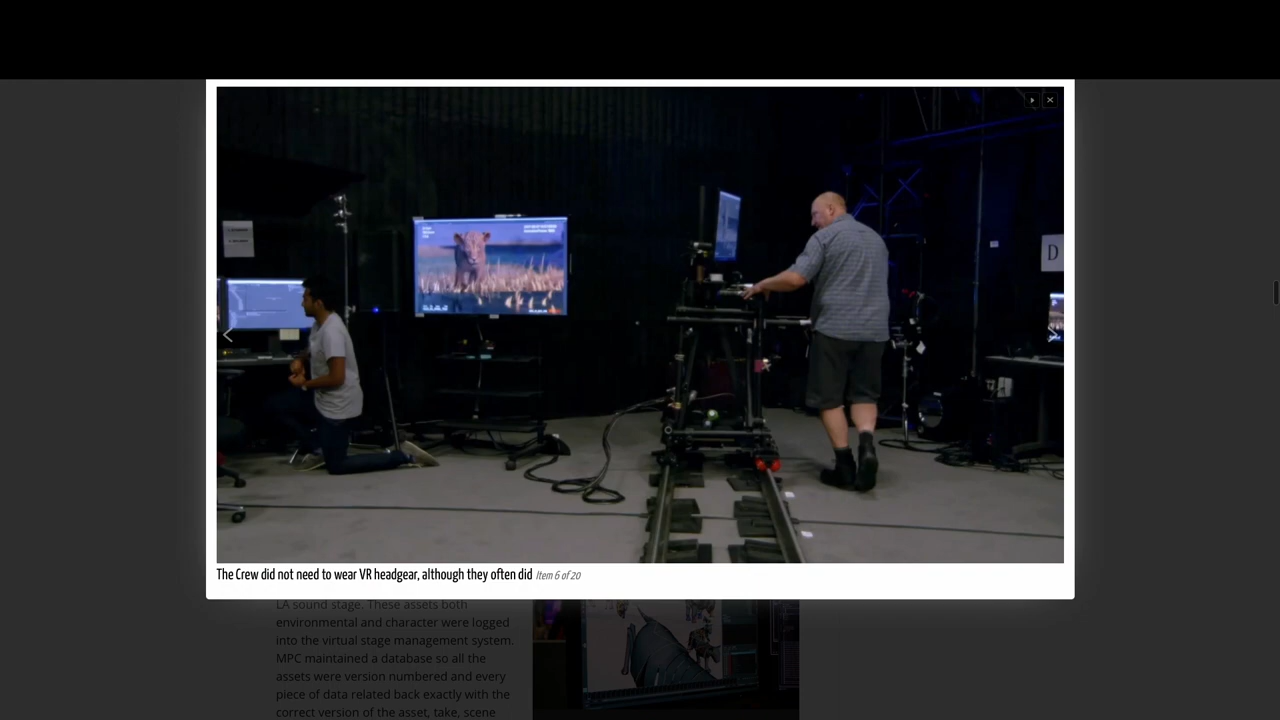 D
The Crew did not need to wear VR headgear, although they often did Item 6 of 20
LA sound stage. These assets both
environmental and character were logged
into the virtual stage management system.
MPC maintained a database so all the
assets were version numbered and every
piece of data related back exactly with the
correct version of the asset, take, scene